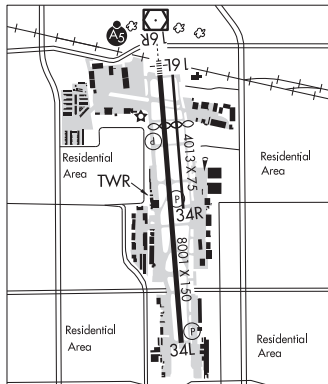 A5
16R
16L
P
4013 X 75
Residential
Area
Residential
Area
TWR
P
34R
8001 X 150
P
34L
Residential
Area
Residential
Area